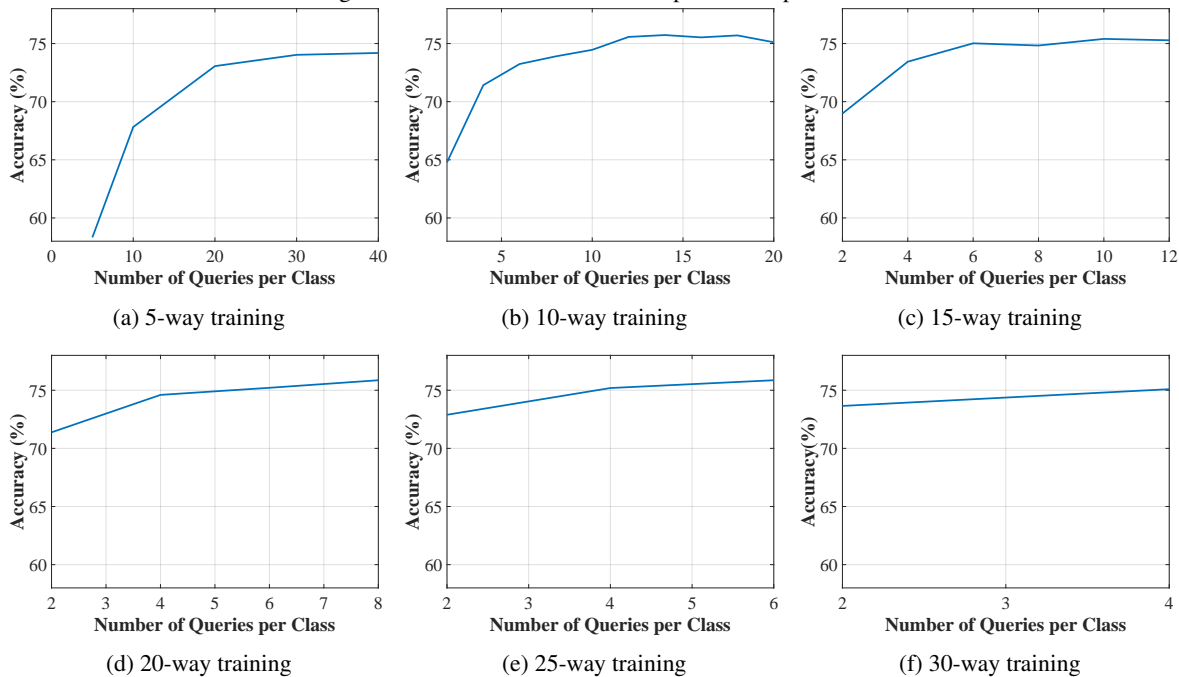 75
70
65
60
Accuracy (%)
0 10 20 30 40
Number of Queries per Class
(a) 5-way training
75
70
65
60
Accuracy (%)
5 10 15 20
Number of Queries per Class
(b) 10-way training
75
70
65
60
Accuracy (%)
2 4 6 8 10 12
Number of Queries per Class
(c) 15-way training
75
70
65
60
Accuracy (%)
2 3 4 5 6 7 8
Number of Queries per Class
(d) 20-way training
75
70
65
60
Accuracy (%)
2 3 4 5 6
Number of Queries per Class
(e) 25-way training
75
70
65
60
Accuracy(%)
2 3 4
Number of Queries per Class
(f) 30-way training